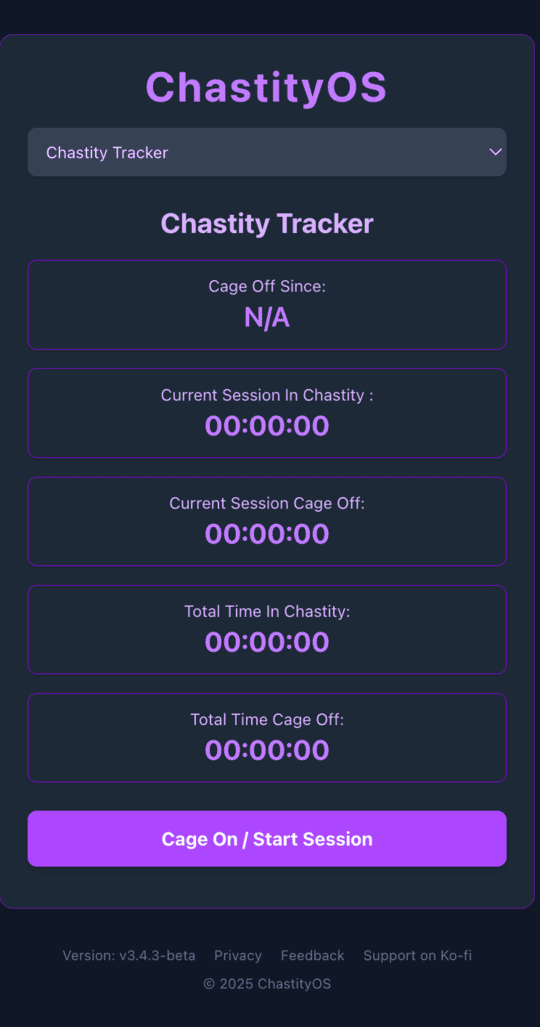 ChastityOS
Chastity Tracker
Chastity Tracker
Cage Off Since:
N/A
Current Session In Chastity :
00:00:00
Current Session Cage Off:
00:00:00
Total Time In Chastity:
00:00:00
Total Time Cage Off:
00:00:00
Cage On / Start Session
Version: v3.4.3-beta Privacy Feedback Support on Ko-fi
© 2025 ChastityOS